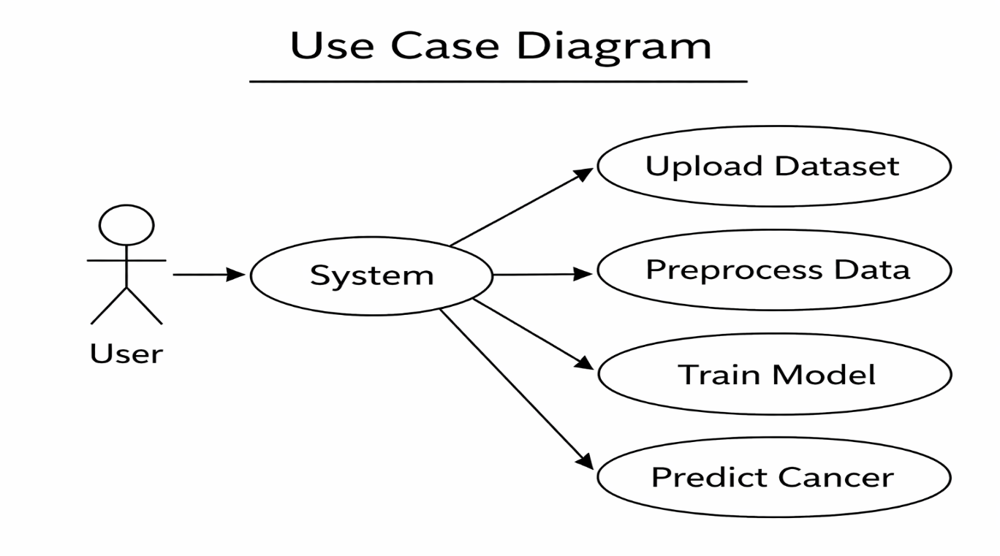 Use Case Diagram
Upload Dataset
Preprocess Data
System
User
Train Model
Predict Cancer